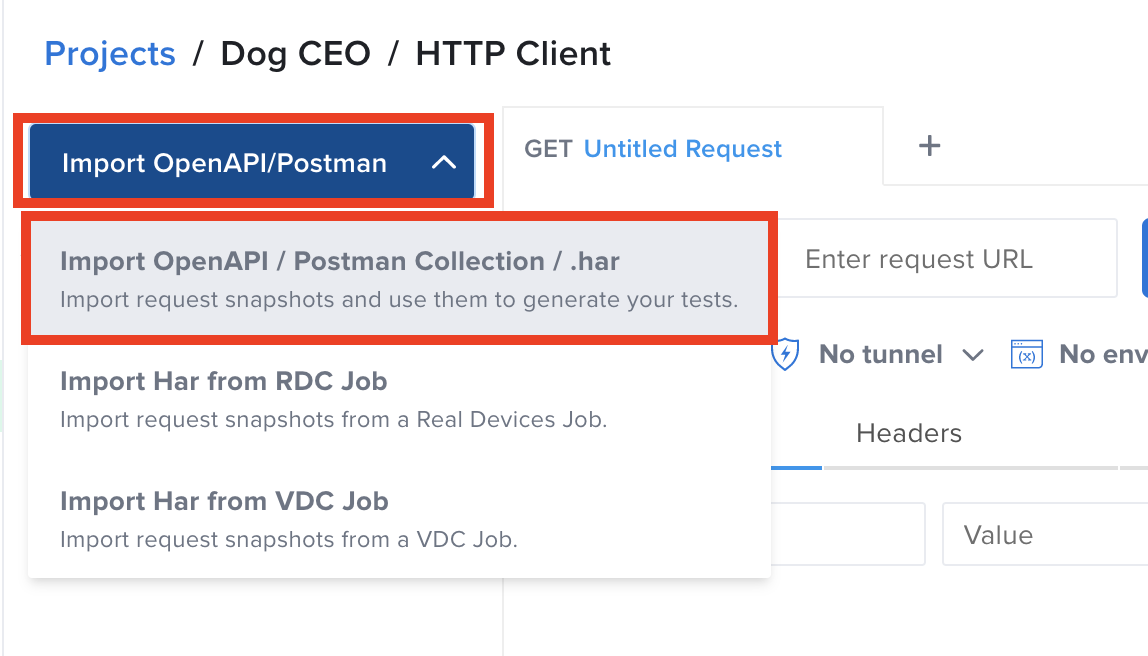 Projects / Dog CEO / HTTP Client
Import OpenAPI/Postman
GET Untitled Request +
Import OpenAPI / Postman Collection / .har
Import request snapshots and use them to generate your tests.
Enter request URL
No tunnel
(x) No env
Import Har from RDC Job
Import request snapshots from a Real Devices Job.
Headers
Import Har from VDC Job
Import request snapshots from a VDC Job.
Value